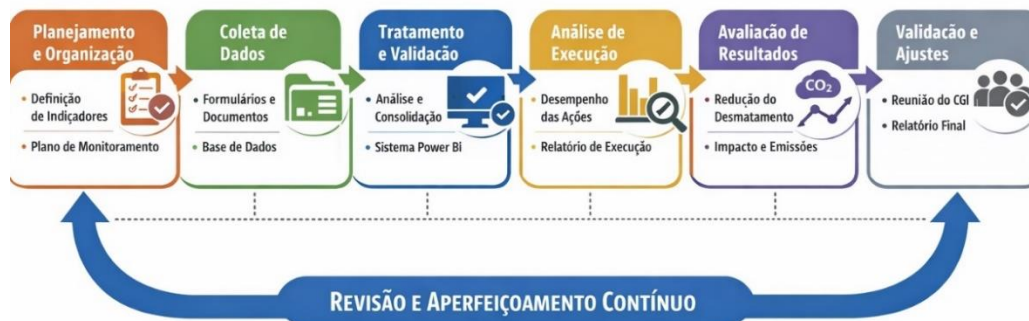 Planejamento
e Organização
• Definição
de Indiçadores
• Plano de Monitoramento
Coleta de
Dados
• Formulários e
Documentos
• Base de Dados
Tratamento
e Validação
• Análise e
Consolidação
• Sistema Power Bi
Análise de
Execução
• Desempenho
das Ações
• Relatório de Execução
Avaliação de
Resultados
• Redução do
Desmatamento
• Impacto e Emissões
CO₂
Validação e
Ajustes
• Reunião do CGI
• Relatório Final
REVISÃO E APERFEIÇOAMENTO CONTÍNUO